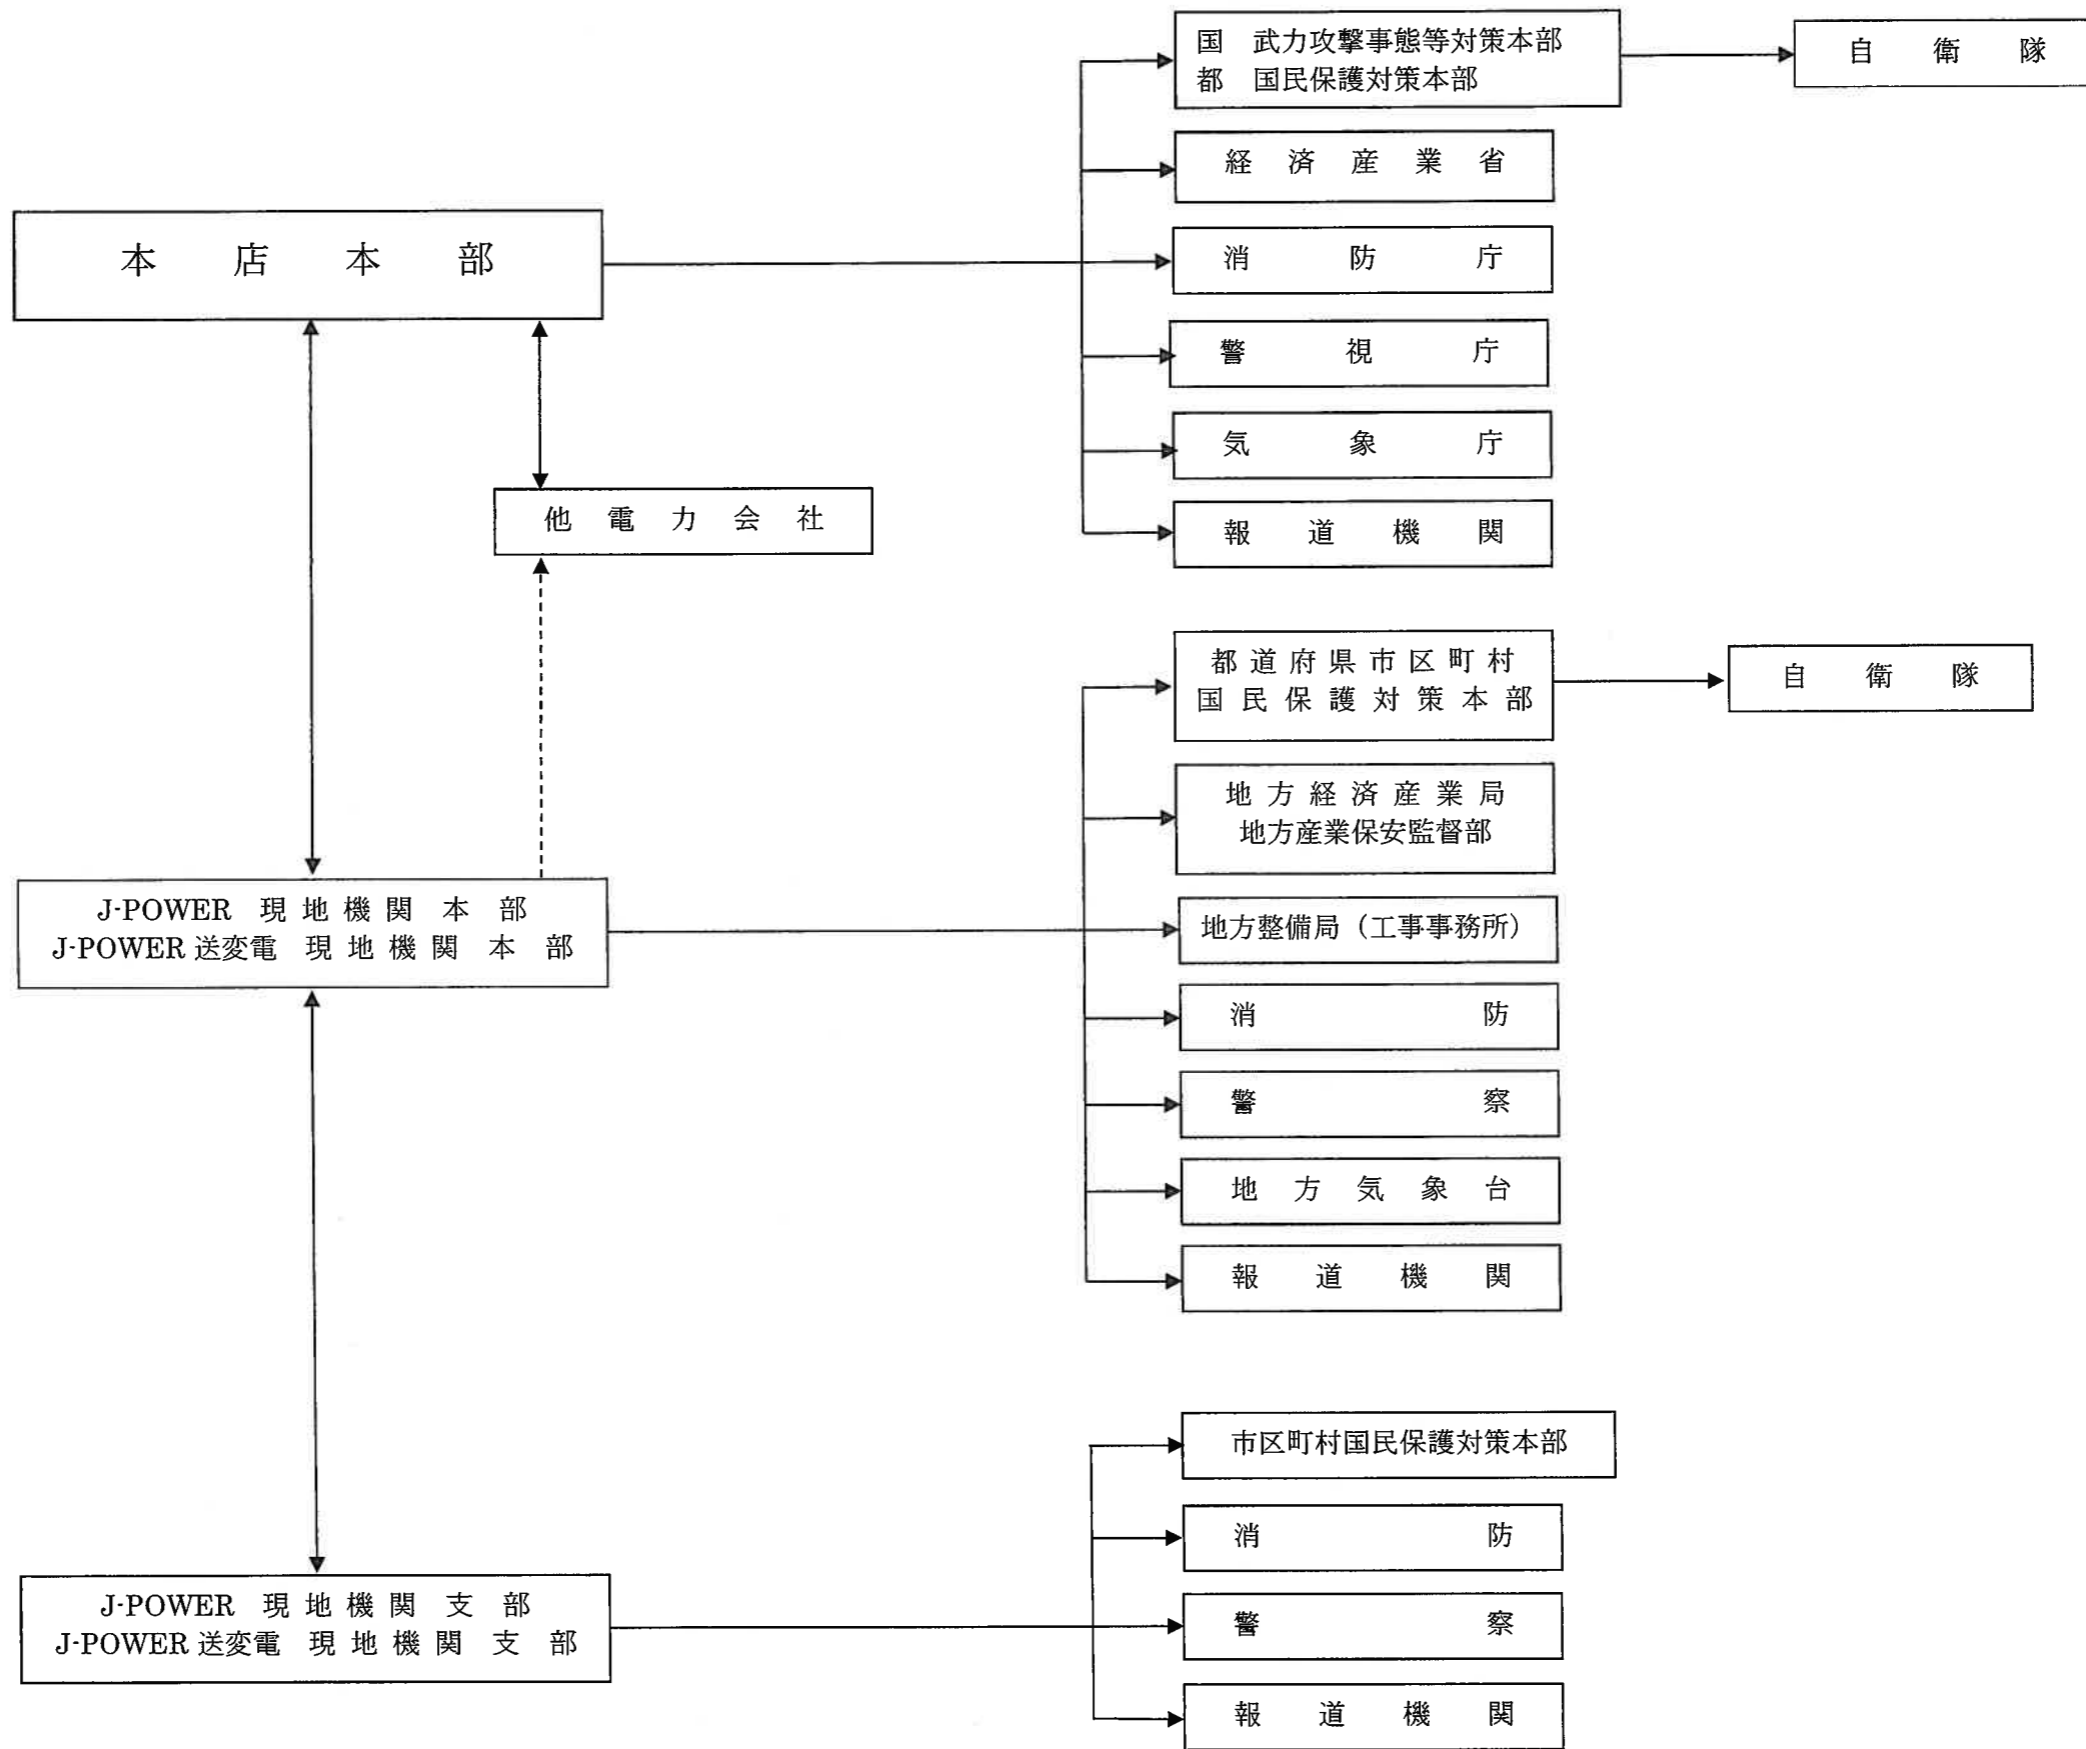 国　武力攻撃事態等対策本部
都　国民保護対策本部
自衛隊
経済産業省
本店本部
消防庁
警視庁
気象庁
他電力会社
報道機関
都道府県市区町村
国民保護対策本部
自衛隊
地方経済産業局
地方産業保安監督部
J-POWER　現地機関　本部
J-POWER 送変電　現地機関　本部
地方整備局（工事事務所）
消防
警察
地方気象台
報道機関
市区町村国民保護対策本部
消防
J-POWER　現地機関　支部
J-POWER 送変電　現地機関　支部
警察
報道機関